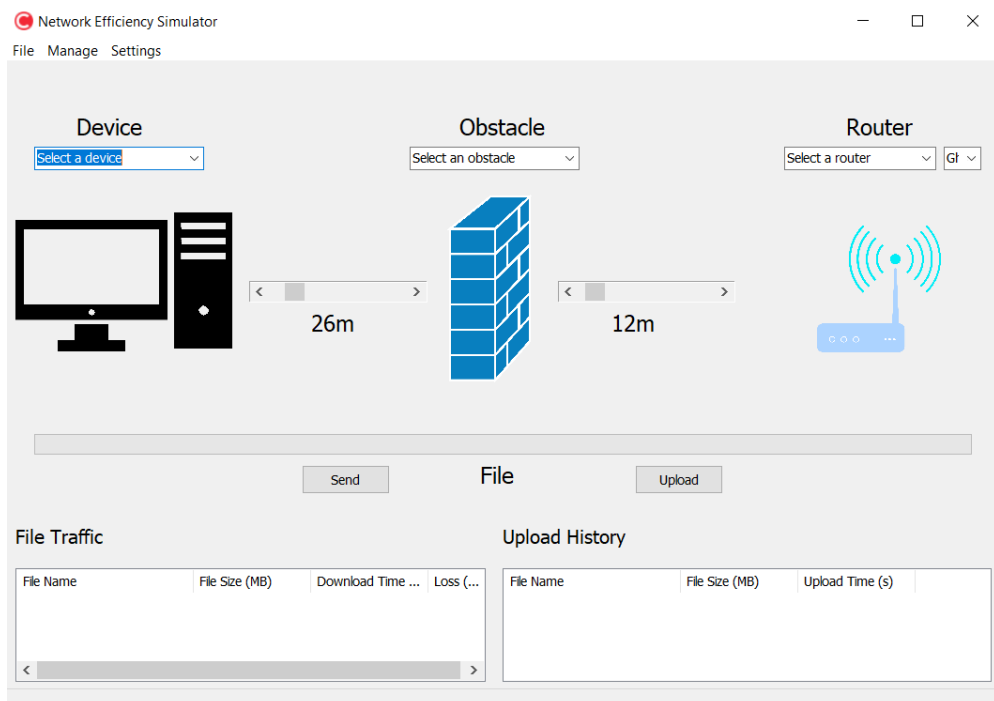 Network Efficiency Simulator
File Manage Settings
Device Obstacle Router
Select a device Select an obstacle Select a router
26m 12m
Send File Upload
File Traffic Upload History
File Name File Size (MB) Download Time ... Loss (... File Name File Size (MB) Upload Time (s)